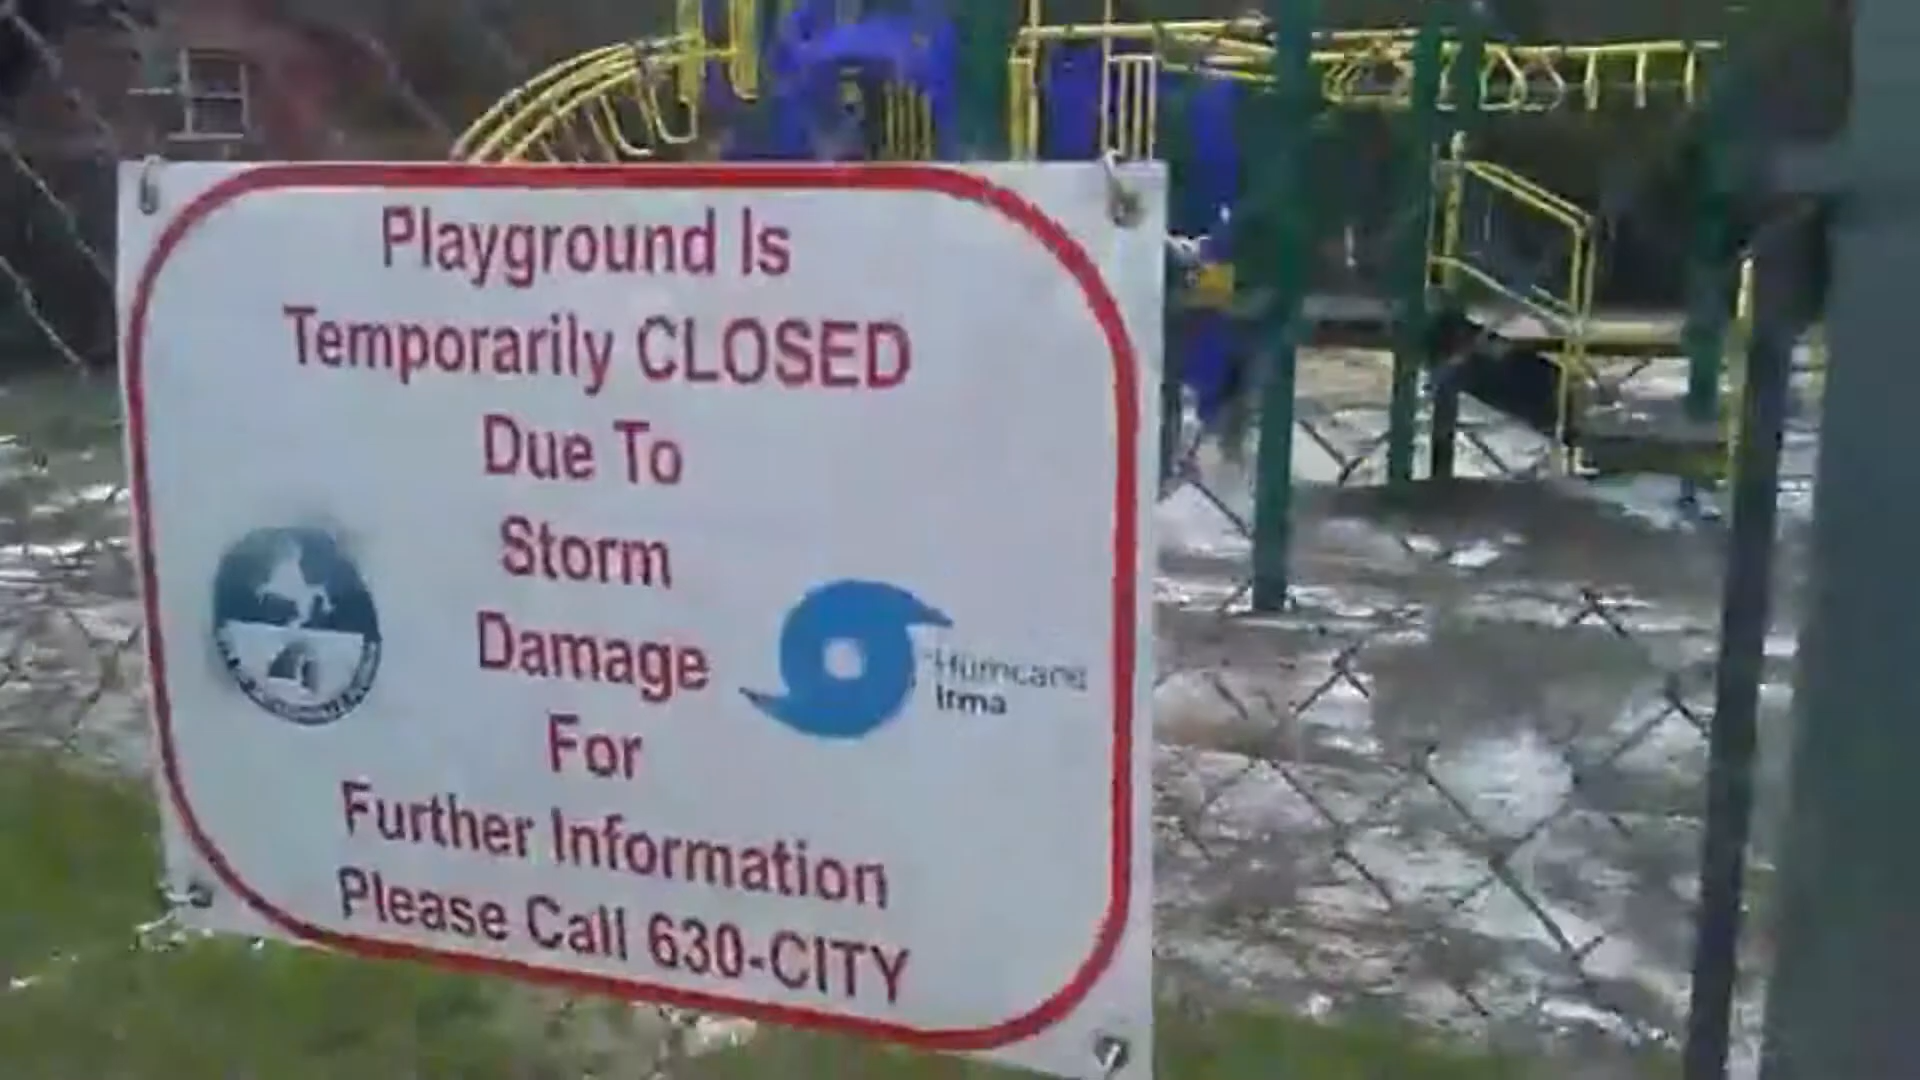 Playground Is
Temporarily CLOSED
Due To
Storm
Damage
Hurricane
Irma
For
Further Information
Please Call 630-CITY